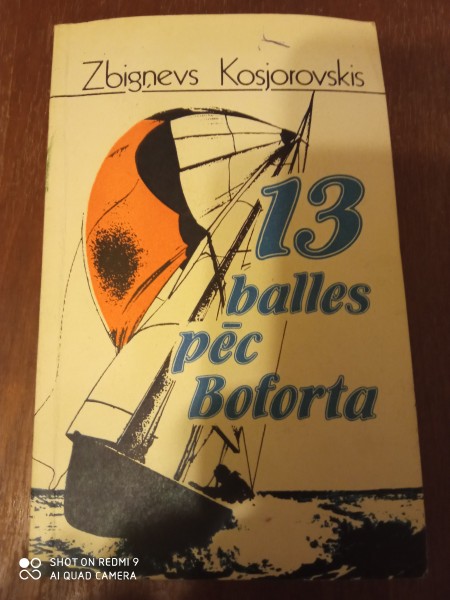 Zbigņevs Kosjorovskis
13
balles
pēc
Boforta
SHOT ON REDMI 9
AI QUAD CAMERA